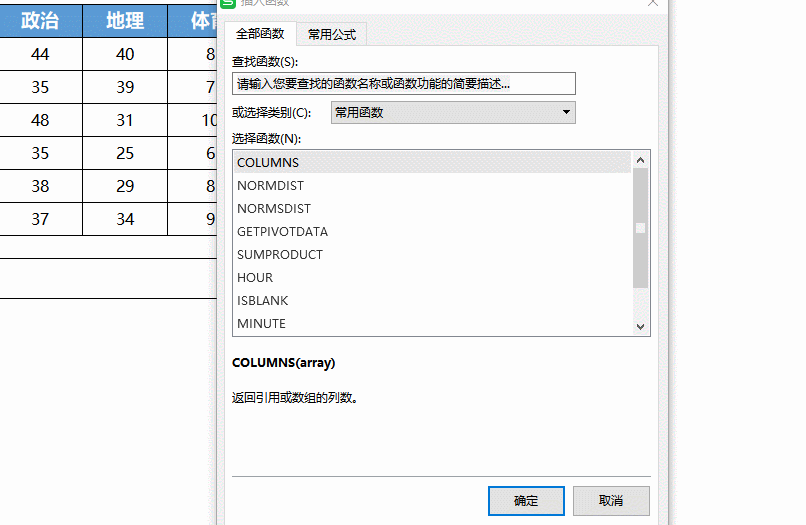 插入函数
政治 地理 体育
44 40 8
35 39 7
48 31 10
35 25 6
38 29 8
37 34 9
全部函数 常用公式
查找函数(S):
请输入您要查找的函数名称或函数功能的简要描述...
或选择类别(C): 常用函数
选择函数(N):
COLUMNS
NORMDIST
NORMSDIST
GETPIVOTDATA
SUMPRODUCT
HOUR
ISBLANK
MINUTE
COLUMNS(array)
返回引用或数组的列数。
确定 取消